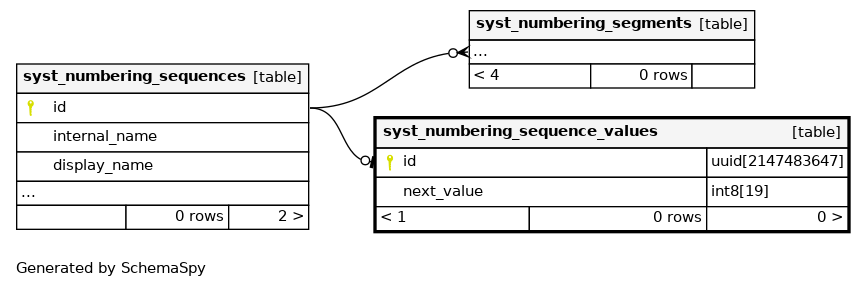 syst_numbering_segments [table]
...
< 4 0 rows
syst_numbering_sequences [table]
id
internal_name
display_name
...
0 rows 2 >
syst_numbering_sequence_values [table]
id uuid[2147483647]
next_value int8[19]
< 1 0 rows 0 >
Generated by SchemaSpy